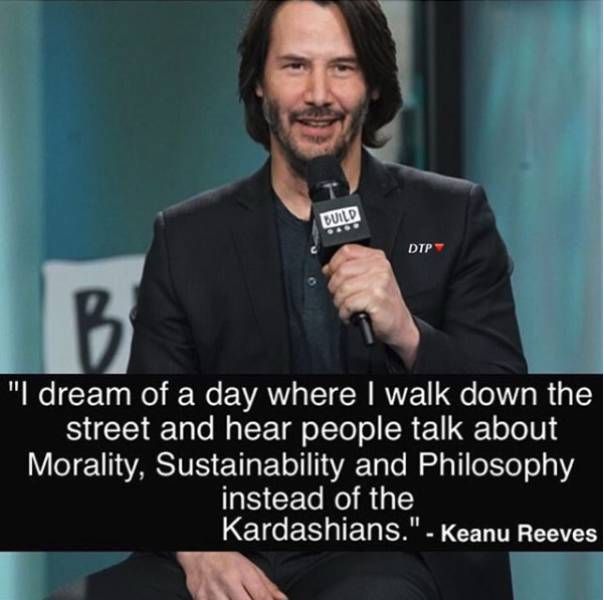 BUILD
DTP
B
"I dream of a day where I walk down the
street and hear people talk about
Morality, Sustainability and Philosophy
instead of the
Kardashians." - Keanu Reeves